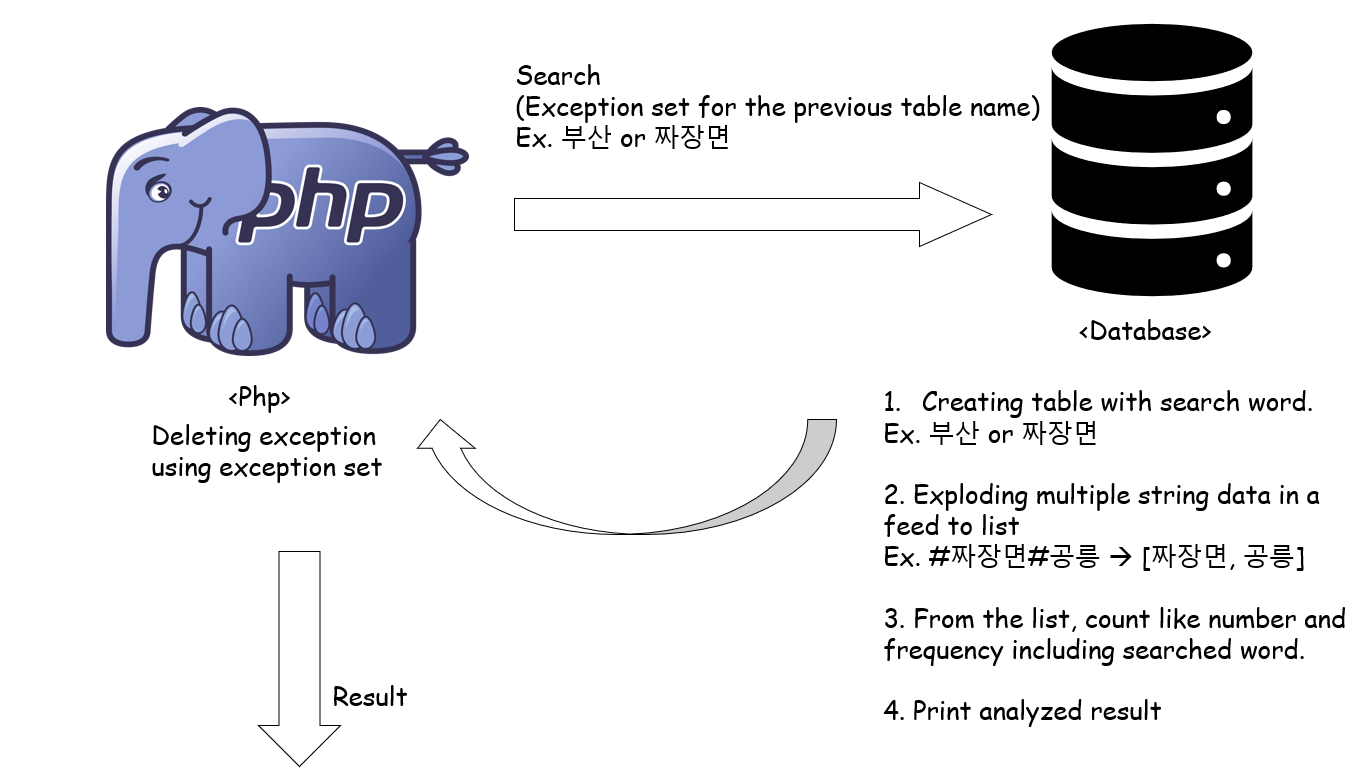 Search
(Exception set for the previous table name)
Ex. 부산 or 짜장면
php
<Database>
<Php>
Deleting exception
using exception set
1. Creating table with search word.
Ex. 부산 or 짜장면
2. Exploding multiple string data in a
feed to list
Ex. #짜장면#공릉 → [짜장면, 공릉]
3. From the list, count like number and
frequency including searched word.
4. Print analyzed result
Result